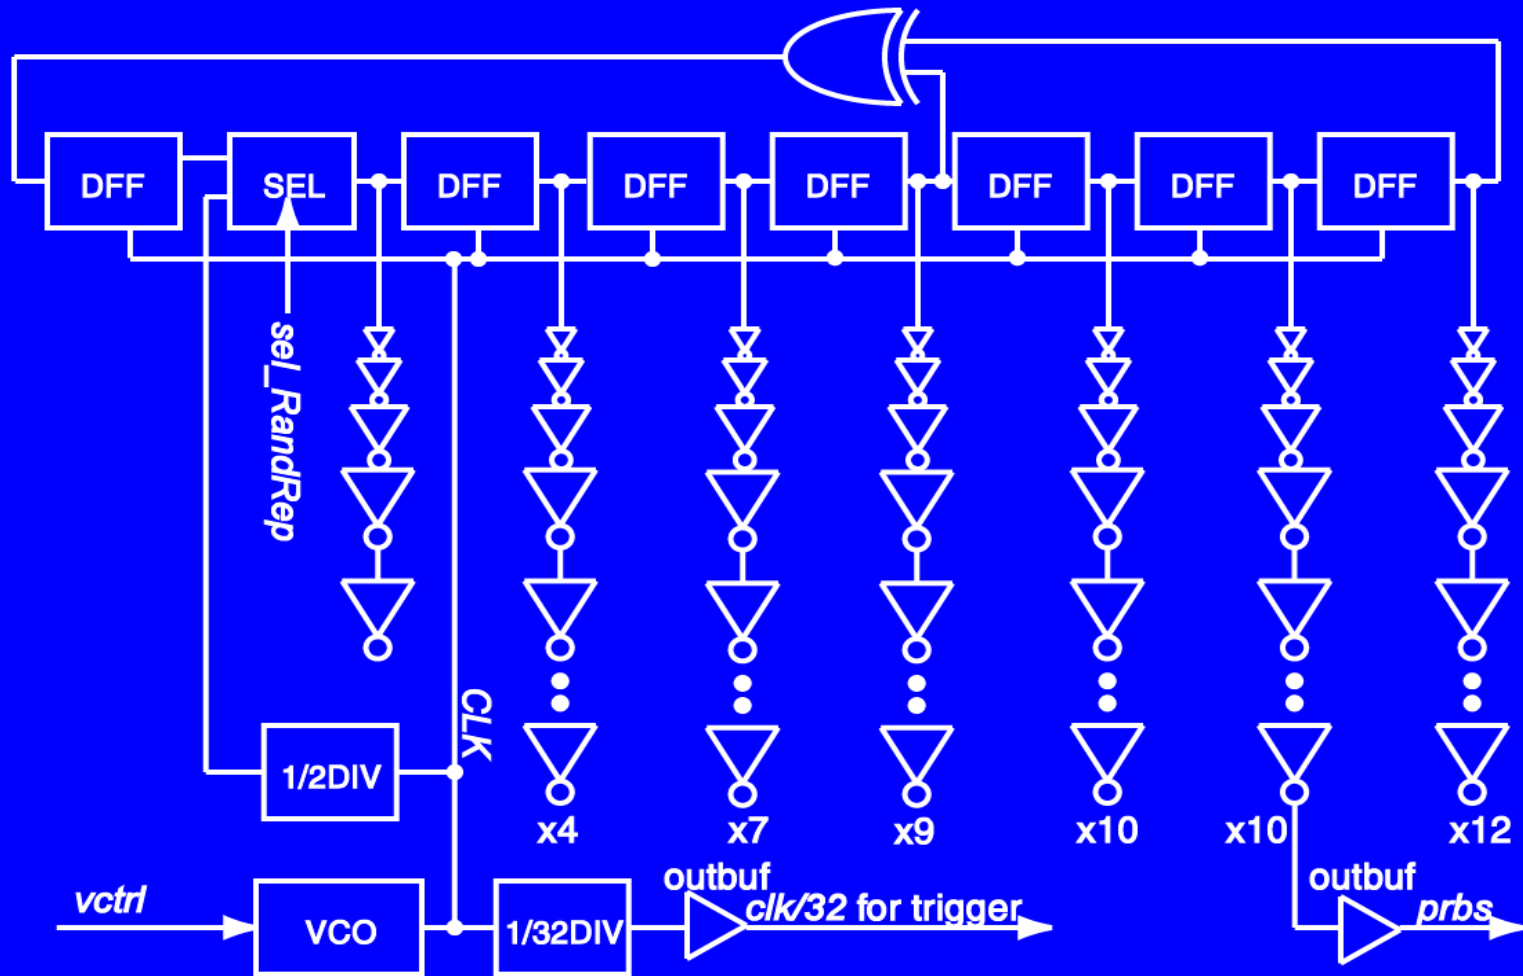 DFF SEL DFF DFF DFF DFF DFF DFF
sel_RandRep
CLK
1/2DIV
x4 x7 x9 x10 x10 x12
outbuf outbuf
vctrl VCO 1/32DIV clk/32 for trigger prbs